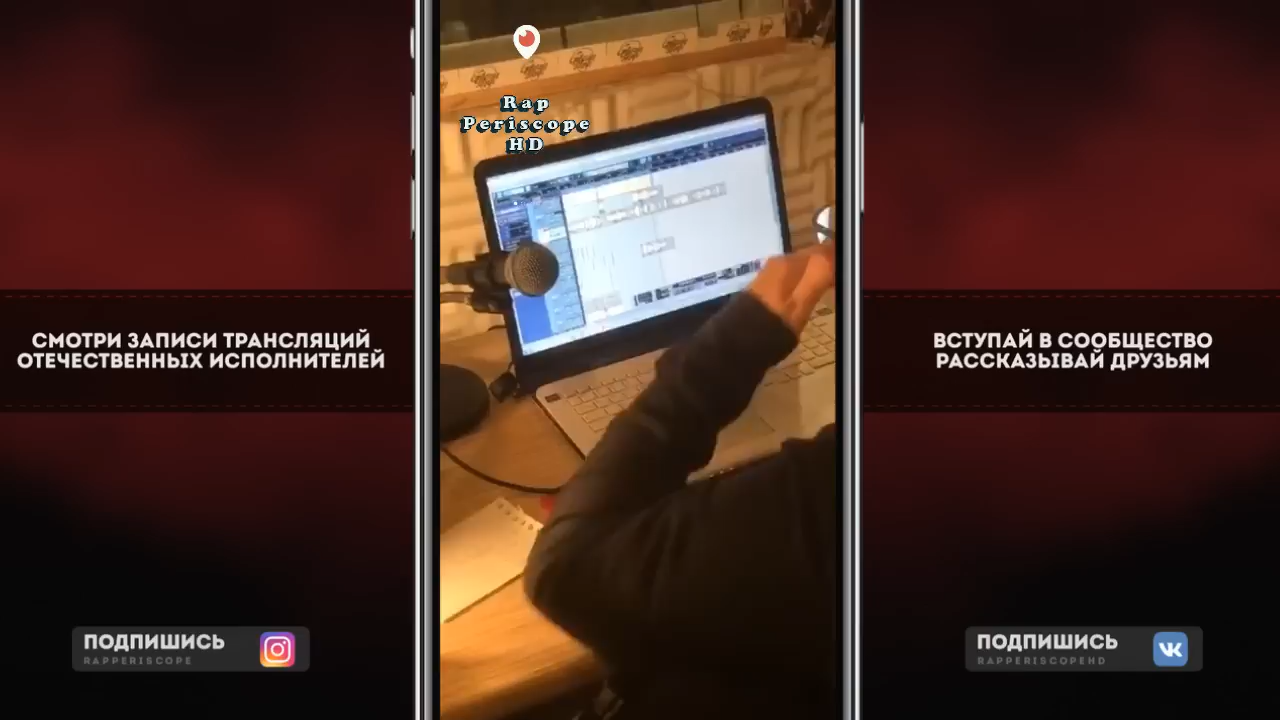 Rap
Periscope
HD
СМОТРИ ЗАПИСИ ТРАНСЛЯЦИЙ
ОТЕЧЕСТВЕННЫХ ИСПОЛНИТЕЛЕЙ
ВСТУПАЙ В СООБЩЕСТВО
РАССКАЗЫВАЙ ДРУЗЬЯМ
ПОДПИШИСЬ
RAPPERISCOPE
ПОДПИШИСЬ
RAPPERISCOPEHD